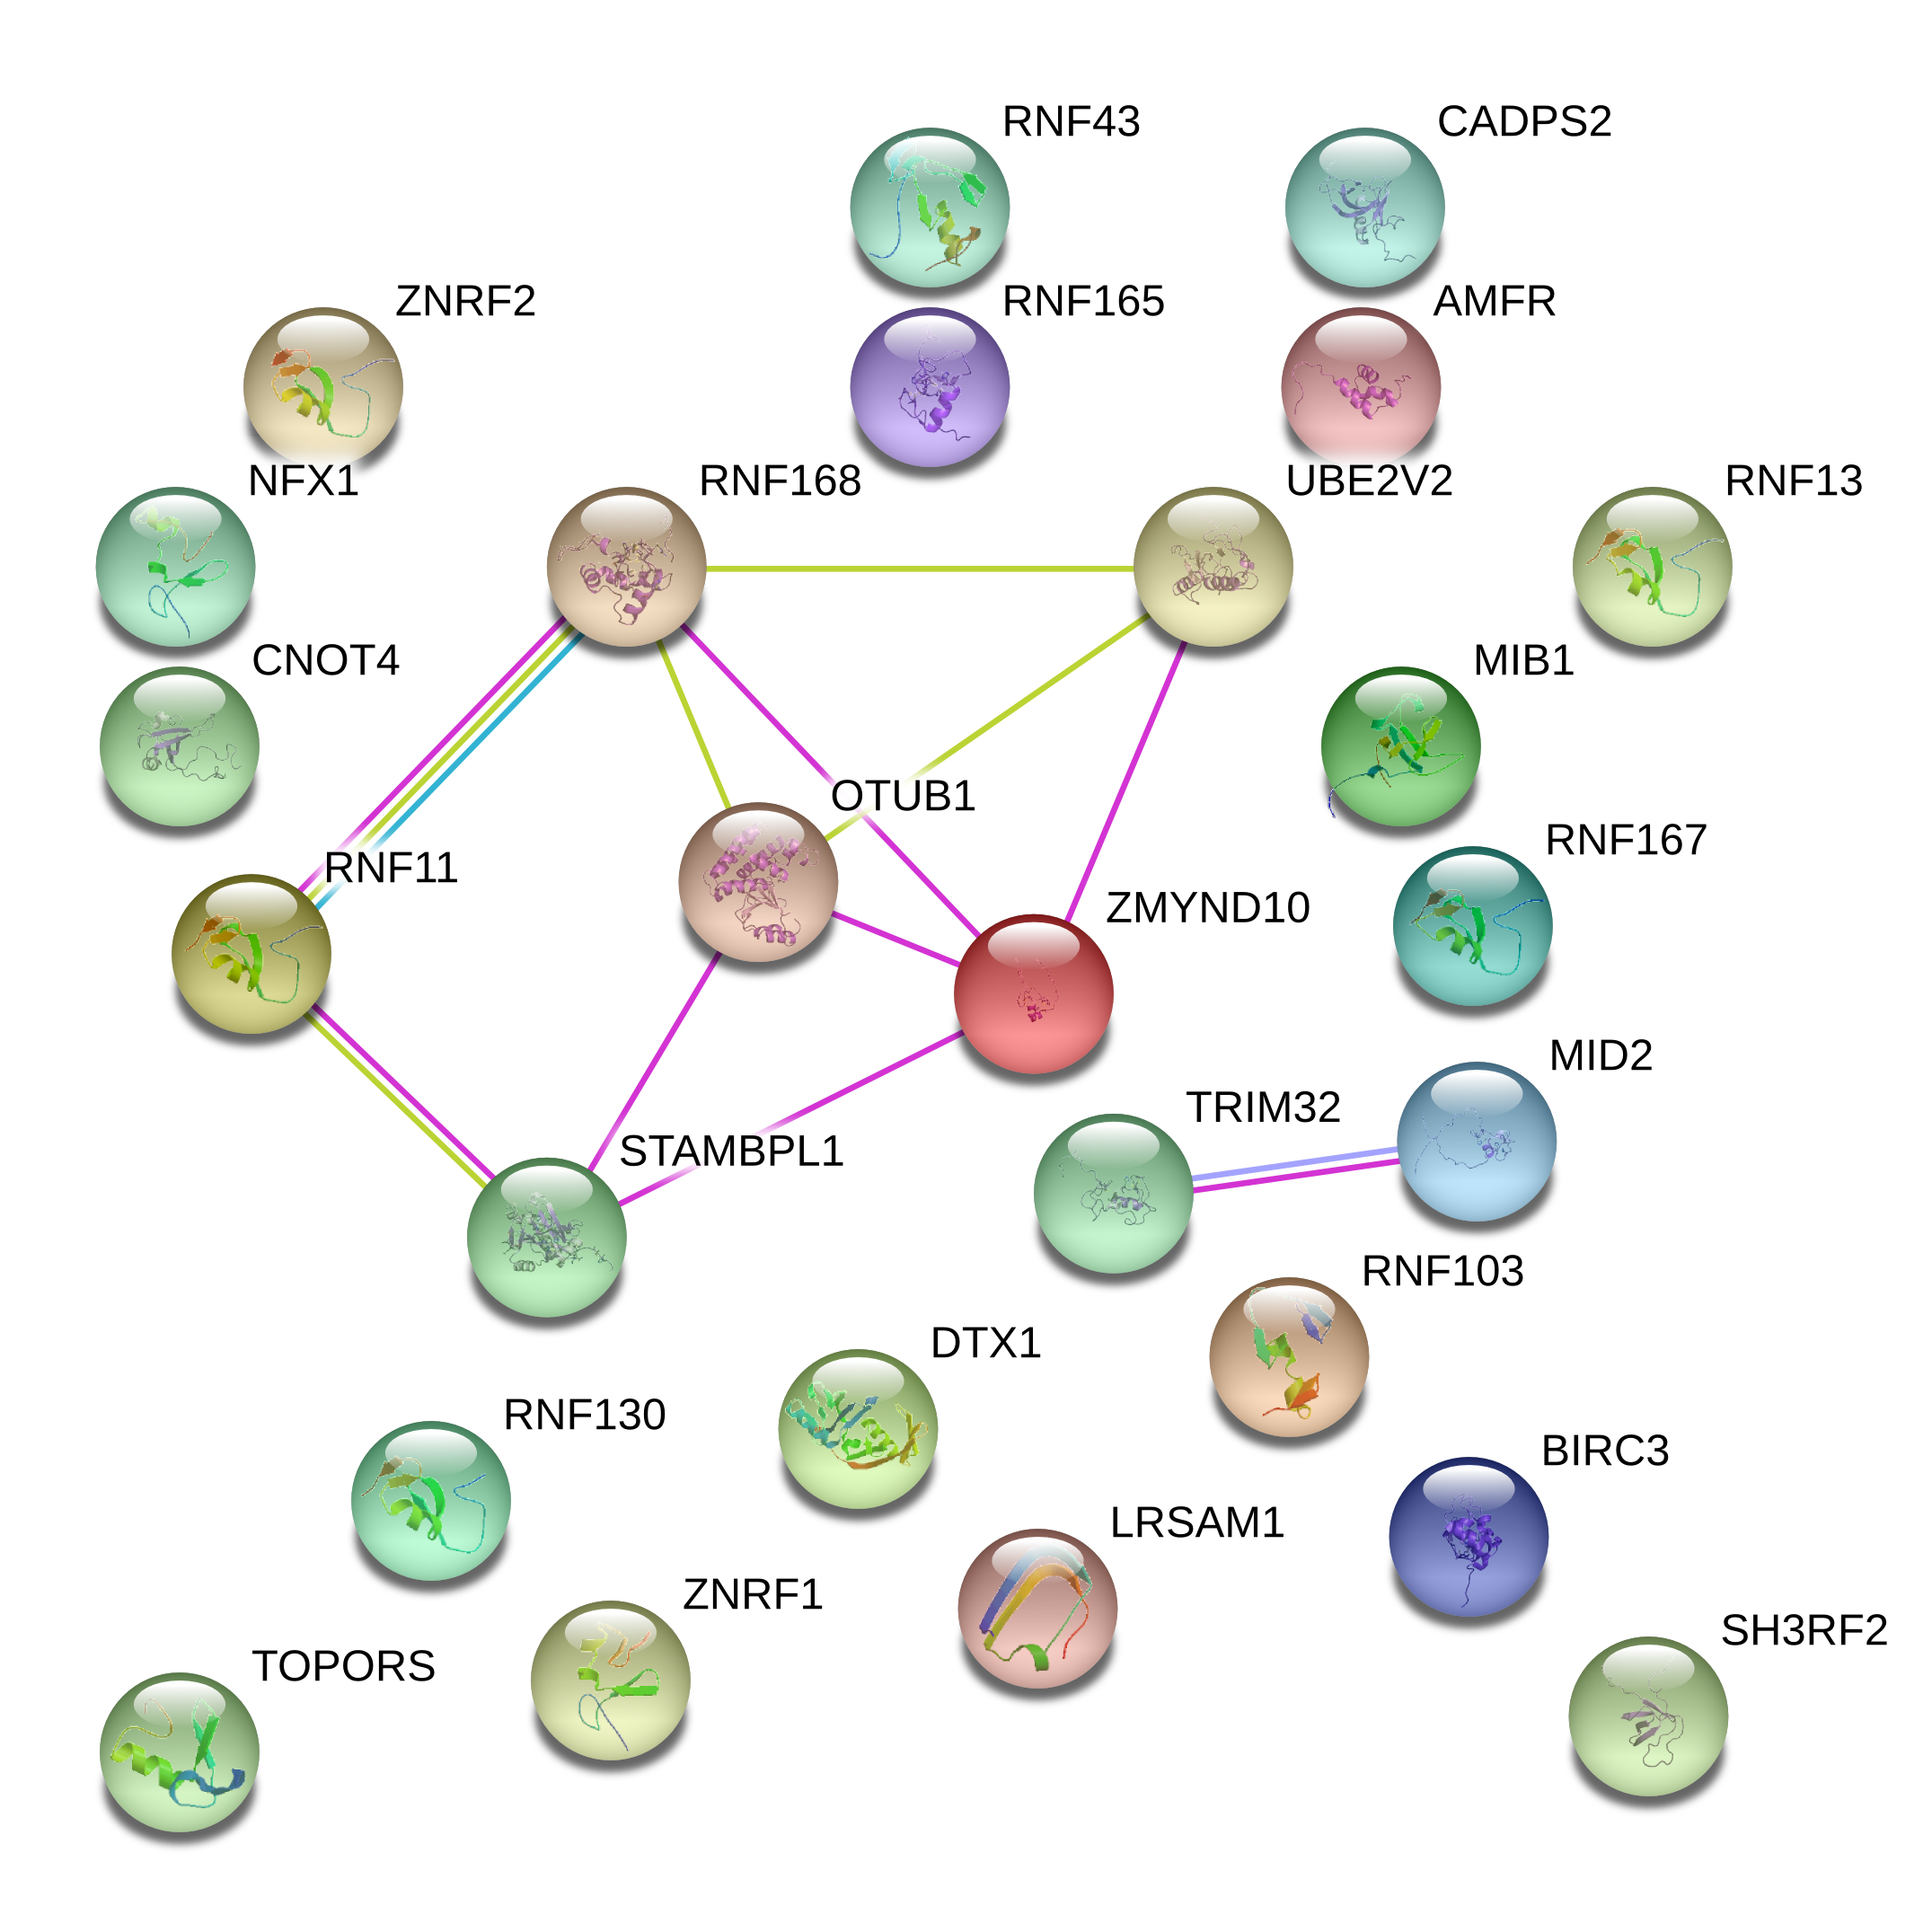 RNF43
CADPS2
ZNRF2
RNF165
AMFR
NFX1
RNF168
UBE2V2
RNF13
CNOT4
MIB1
OTUB1
RNF167
RNF11
ZMYND10
MID2
TRIM32
STAMBPL1
RNF103
DTX1
RNF130
BIRC3
LRSAM1
ZNRF1
SH3RF2
TOPORS